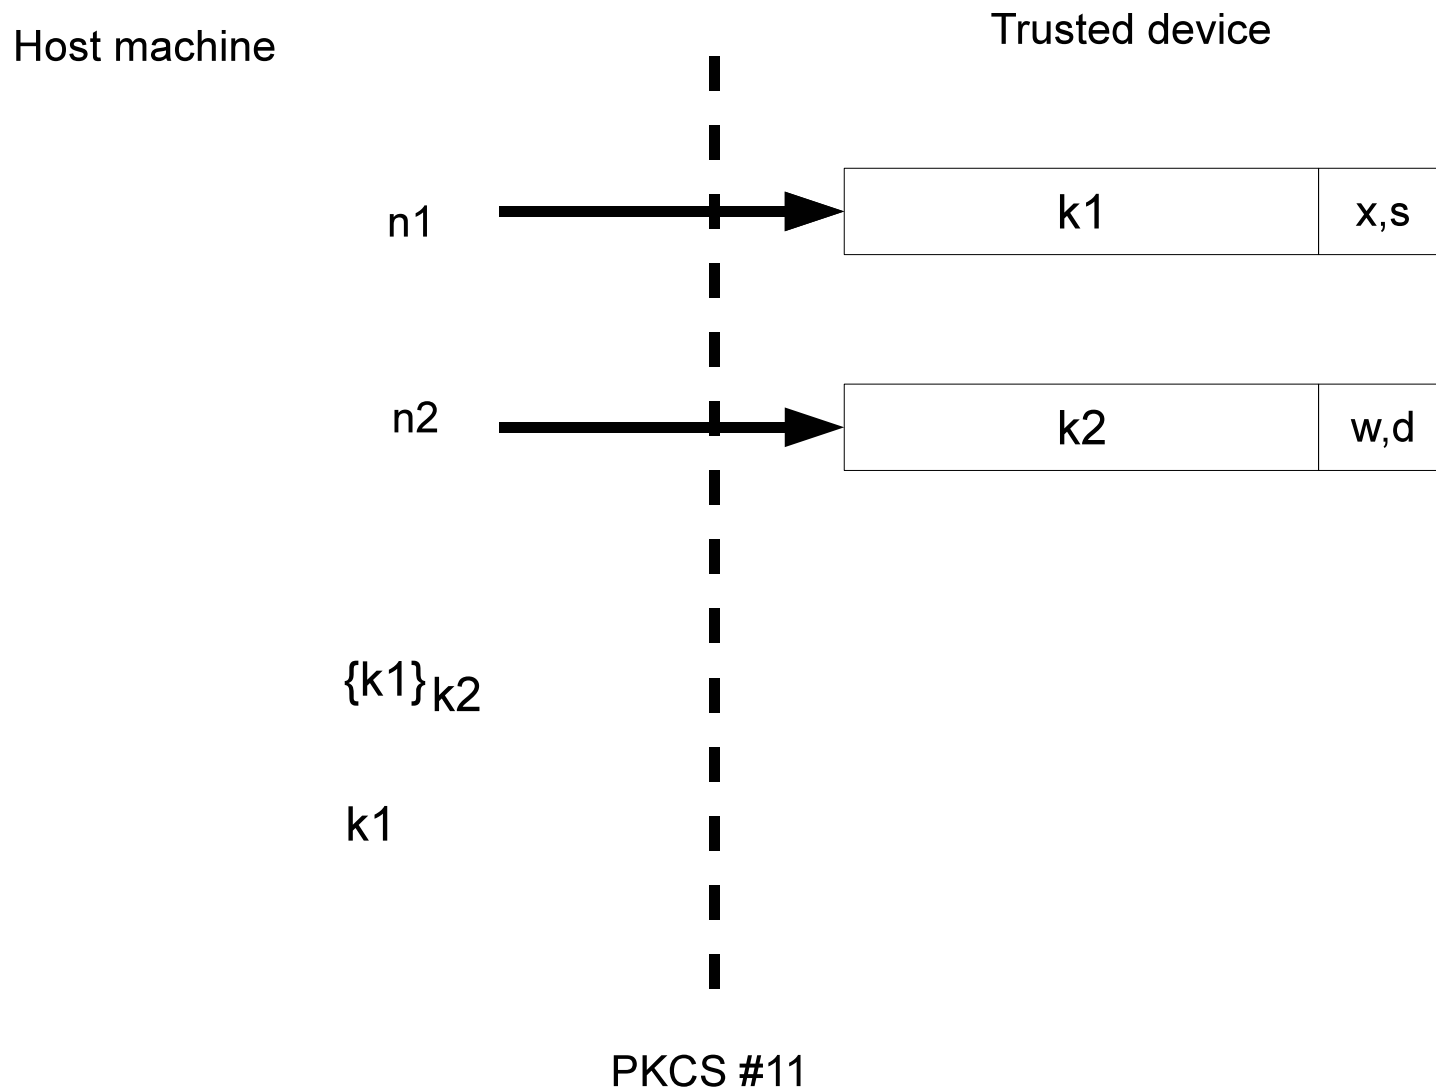 Host machine
Trusted device
n1
k1
x,s
n2
k2
w,d
{k1}k2
k1
PKCS #11